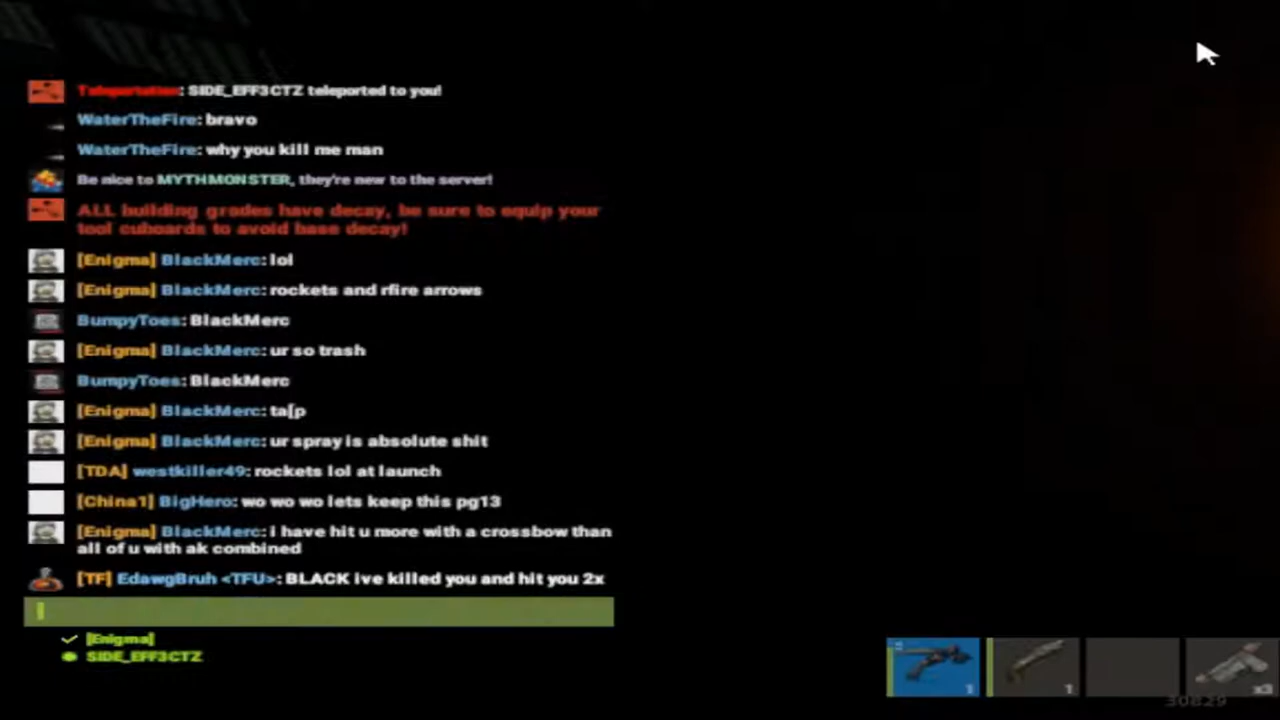 Teleportation: SIDE_EFF3CTZ teleported to you!
WaterTheFire: bravo
WaterTheFire: why you kill me man
Be nice to MYTHMONSTER, they're new to the server!
ALL building grades have decay, be sure to equip your
tool cuboards to avoid base decay!
[Enigma] BlackMerc: lol
[Enigma] BlackMerc: rockets and rfire arrows
BumpyToes: BlackMerc
[Enigma] BlackMerc: ur so trash
BumpyToes: BlackMerc
[Enigma] BlackMerc: ta[p
[Enigma] BlackMerc: ur spray is absolute shit
[TDA] westkiller49: rockets lol at launch
[China1] BigHero: wo wo wo lets keep this pg13
[Enigma] BlackMerc: i have hit u more with a crossbow than
all of u with ak combined
[TF] EdawgBruh <TFU>: BLACK ive killed you and hit you 2x
[Enigma]
SIDE_EFF3CTZ
1 1 x3
30829